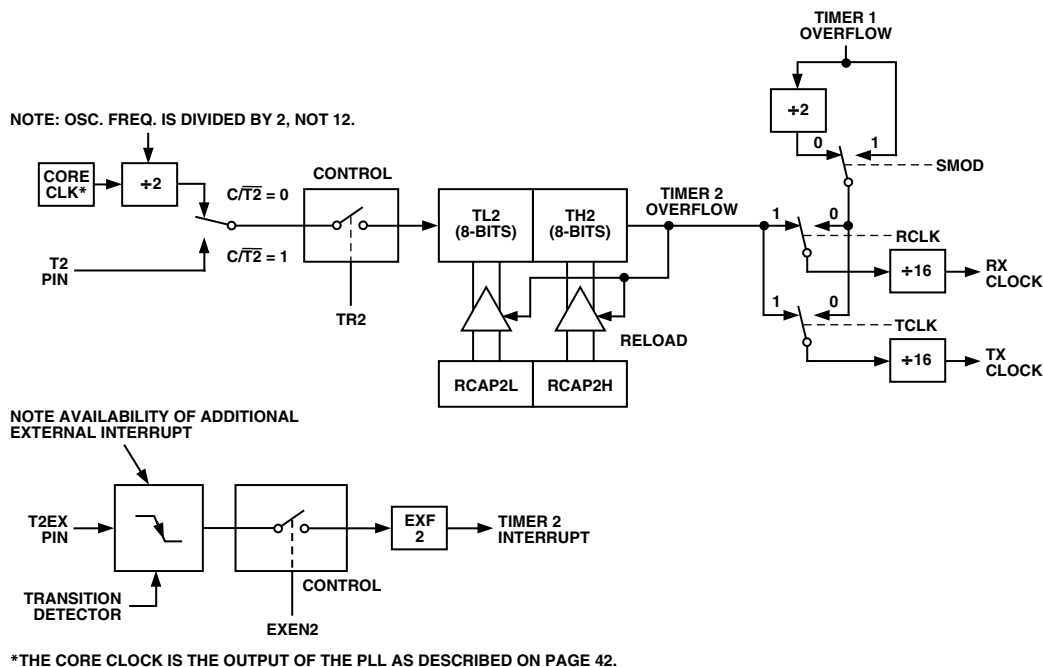 TIMER 1
OVERFLOW
÷2
0
1
SMOD
NOTE: OSC. FREQ. IS DIVIDED BY 2, NOT 12.
CORE
CLK*
÷2
C/T2̅ = 0
CONTROL
TL2
(8-BITS)
TH2
(8-BITS)
TIMER 2
OVERFLOW
1
0
RCLK
C/T2̅ = 1
T2
PIN
÷16
RX
CLOCK
TR2
1
0
TCLK
RELOAD
÷16
TX
CLOCK
RCAP2L
RCAP2H
NOTE AVAILABILITY OF ADDITIONAL
EXTERNAL INTERRUPT
T2EX
PIN
EXF
2
TIMER 2
INTERRUPT
CONTROL
TRANSITION
DETECTOR
EXEN2
*THE CORE CLOCK IS THE OUTPUT OF THE PLL AS DESCRIBED ON PAGE 42.